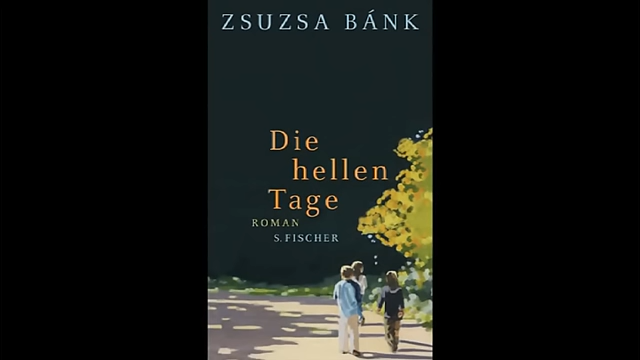 ZSUZSA BÁNK
Die
hellen
Tage
ROMAN
S. FISCHER